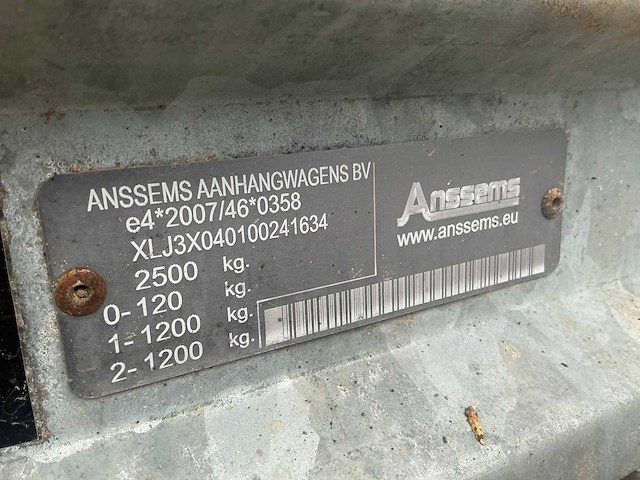 ANSSEMS AANHANGWAGENS BV
e4*2007/46*0358
XLJ3X040100241634
2500 kg.
0- 120 kg.
1- 1200 kg.
2- 1200 kg.
Anssems
www.anssems.eu